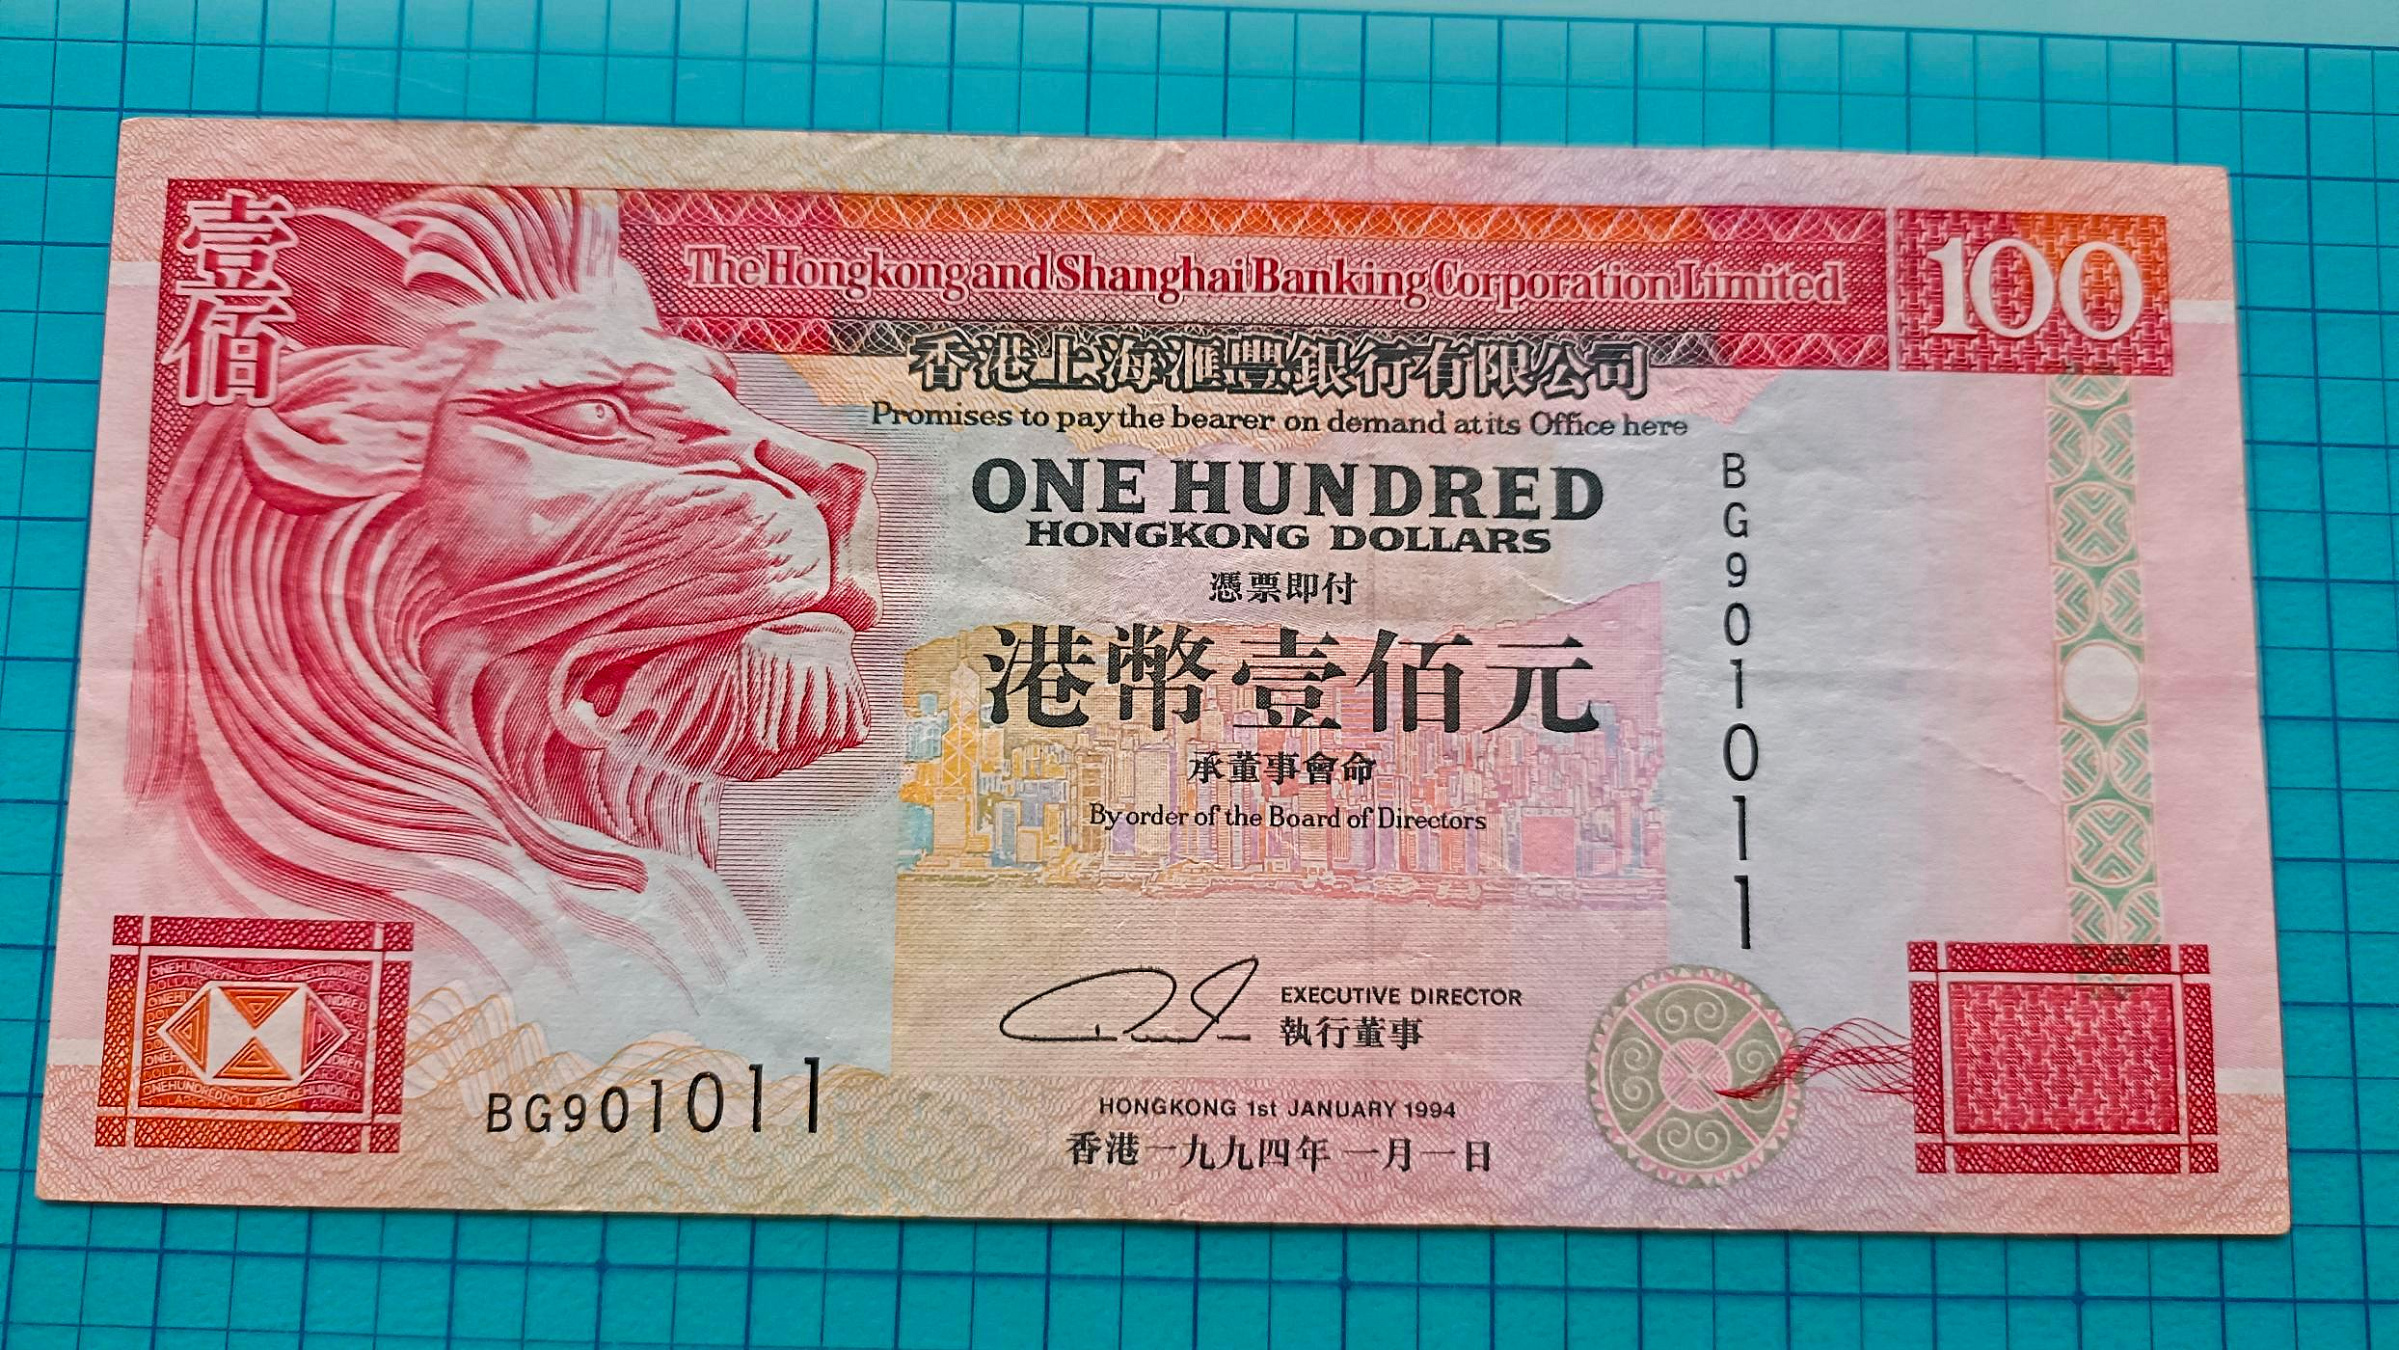 壹佰
The Hongkong and Shanghai Banking Corporation Limited
100
香港上海滙豐銀行有限公司
Promises to pay the bearer on demand at its Office here
ONE HUNDRED
HONGKONG DOLLARS
憑票即付
港幣壹佰元
承董事會命
By order of the Board of Directors
BG901011
EXECUTIVE DIRECTOR
執行董事
BG901011
HONGKONG 1st JANUARY 1994
香港一九九四年一月一日